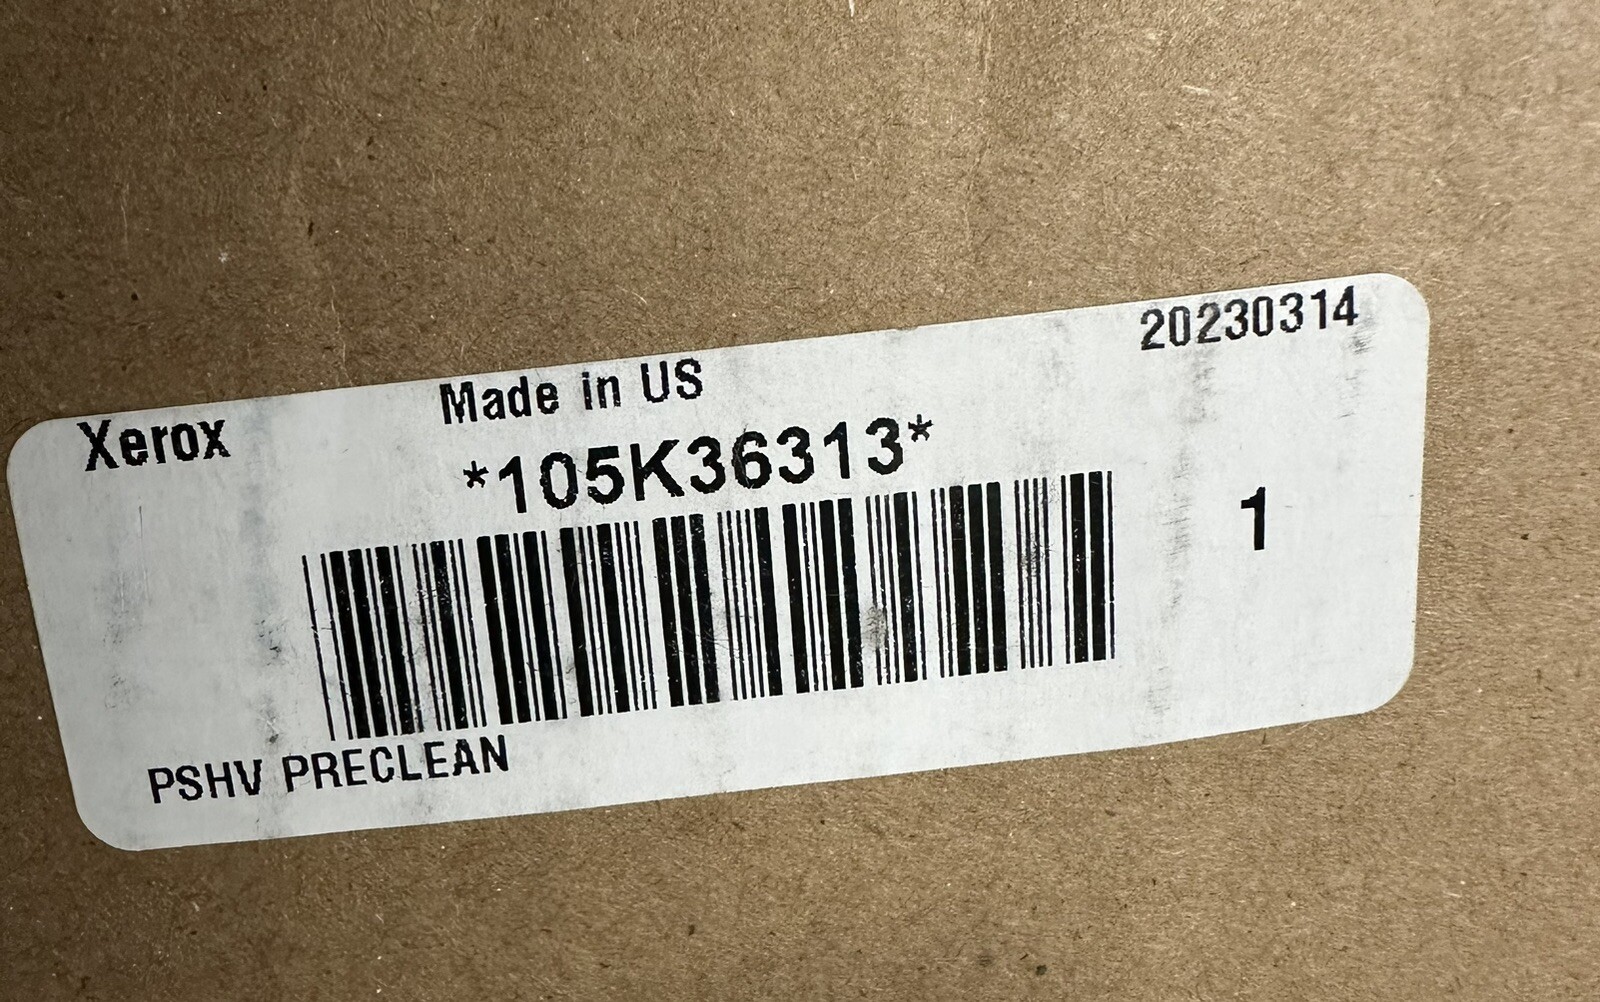 20230314
Made in US
Xerox
*105K36313*
1
PSHV PRECLEAN